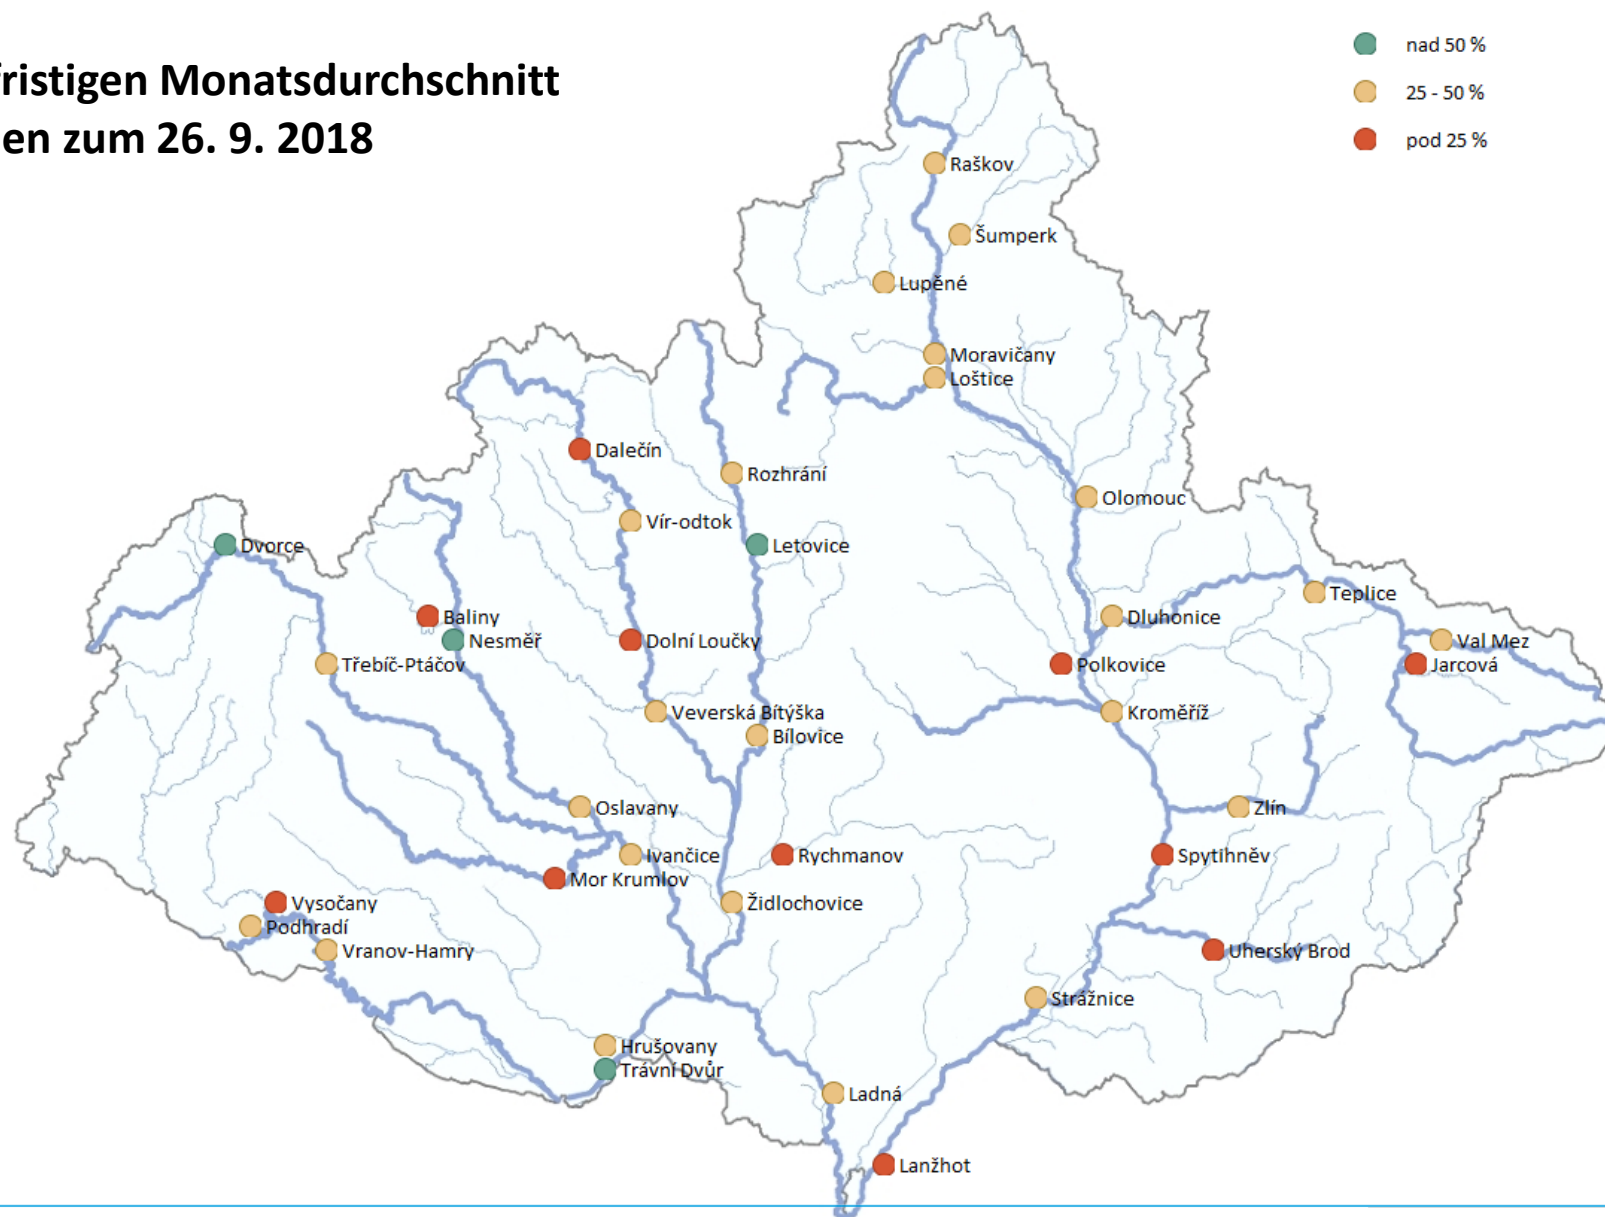 fristigen Monatsdurchschnitt
en zum 26. 9. 2018
nad 50 %
25 - 50 %
pod 25 %
Raškov
Šumperk
Lupěné
Moravičany
Loštice
Dalečín
Rozhrání
Olomouc
Vír-odtok
Dvorce
Letovice
Teplice
Baliny
Dluhonice
Nesměř
Dolní Loučky
Val Mez
Třebíč-Ptáčov
Polkovice
Jarcová
Veverská Bítýška
Kroměříž
Bílovice
Oslavany
Zlín
Ivančice
Rychmanov
Spytihněv
Mor Krumlov
Vysočany
Židlochovice
Podhradí
Vranov-Hamry
Uherský Brod
Strážnice
Hrušovany
Trávní Dvůr
Ladná
Lanžhot